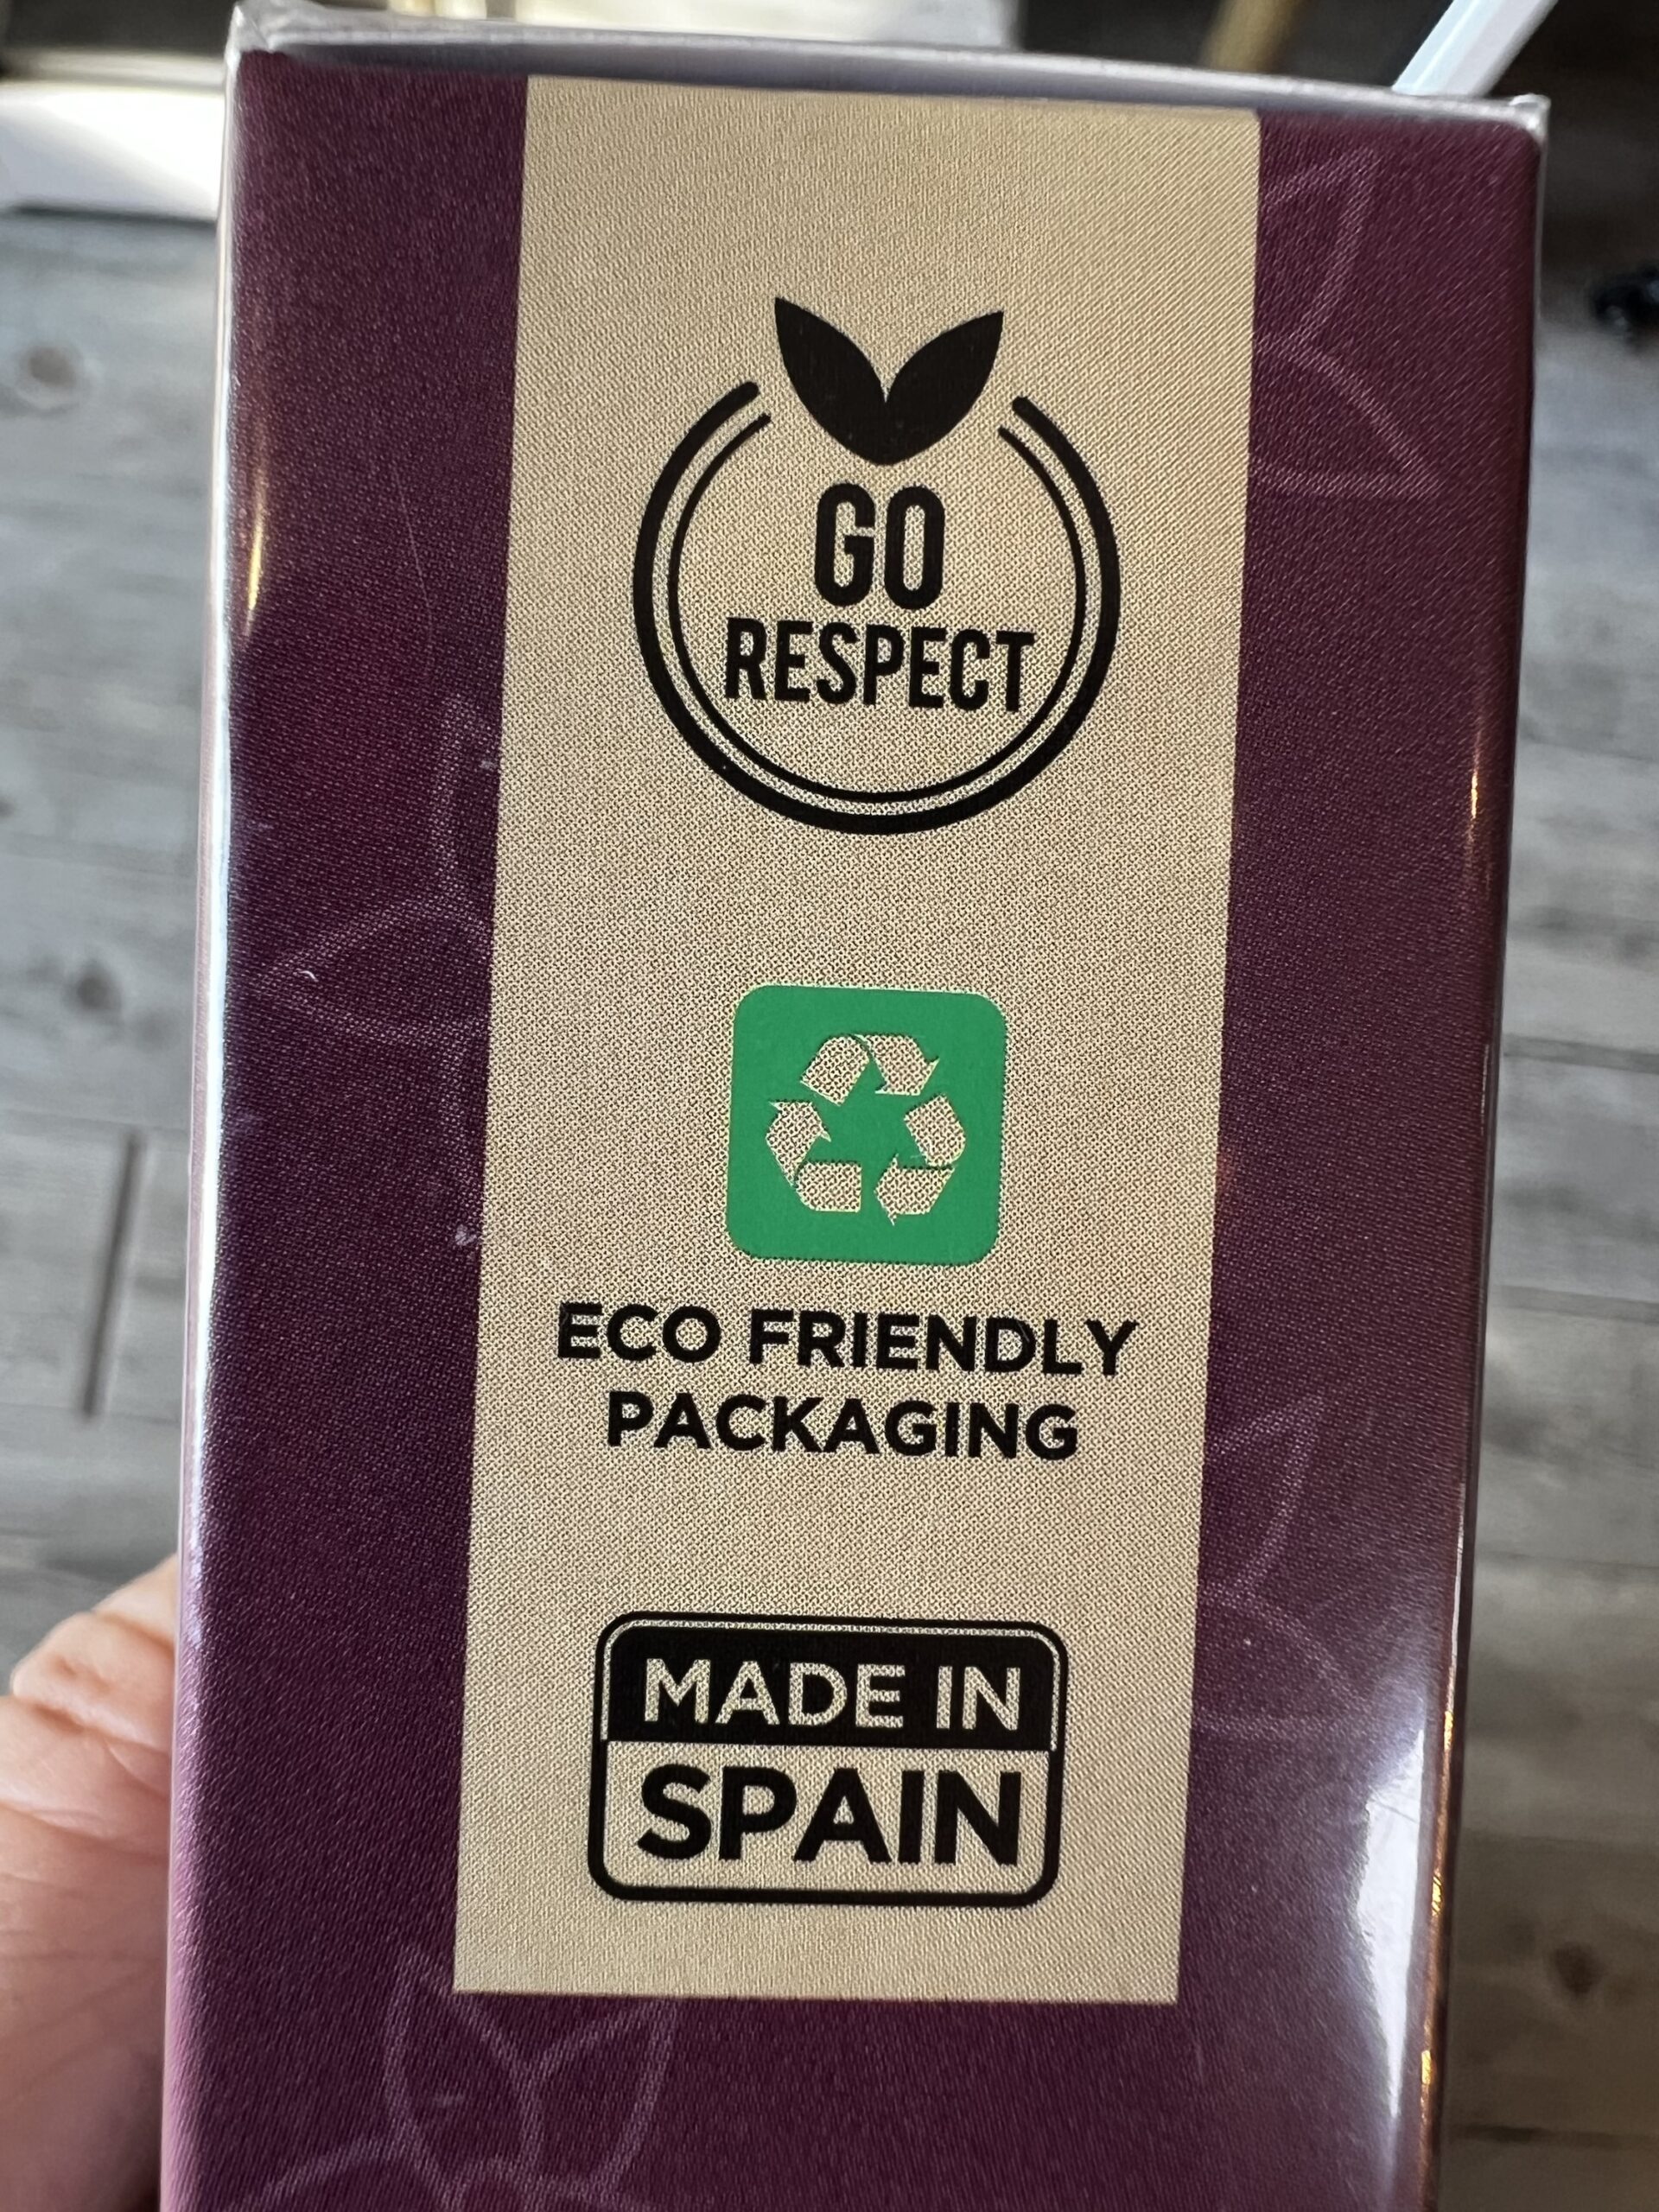 GO
RESPECT
ECO FRIENDLY
PACKAGING
MADE IN
SPAIN